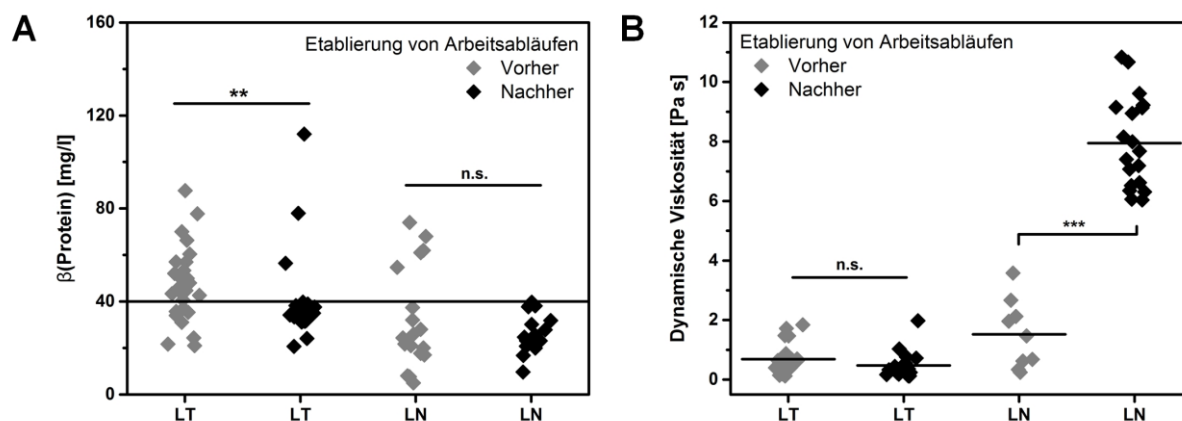 A
β(Protein) [mg/l]
160
120
80
40
0
Etablierung von Arbeitsabläufen
Vorher
Nachher
**
n.s.
LT
LT
LN
LN
B
Dynamische Viskosität [Pa s]
12
10
8
6
4
2
0
Etablierung von Arbeitsabläufen
Vorher
Nachher
n.s.
***
LT
LT
LN
LN